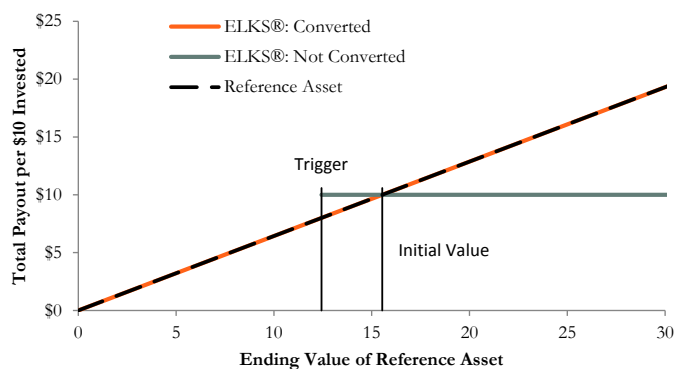 $25
$20
$15
$10
$5
$0
Total Payout per $10 Invested
ELKS®: Converted
ELKS®: Not Converted
Reference Asset
Trigger
Initial Value
0 5 10 15 20 25 30
Ending Value of Reference Asset